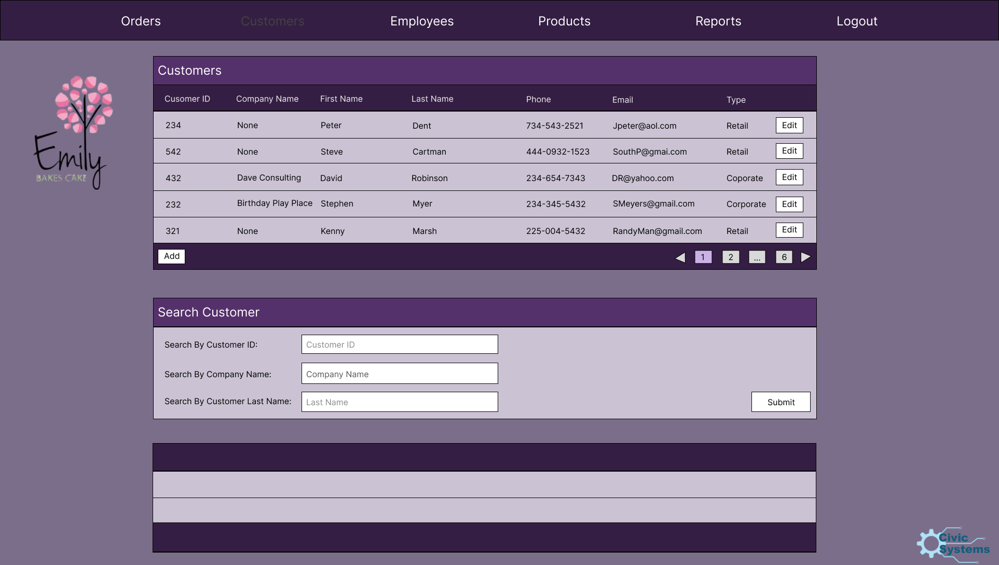 Orders Customers Employees Products Reports Logout
Customers
Cusomer ID Company Name First Name Last Name Phone Email Type
234 None Peter Dent 734-543-2521 Jpeter@aol.com Retail Edit
542 None Steve Cartman 444-0932-1523 SouthP@gmai.com Retail Edit
432 Dave Consulting David Robinson 234-654-7343 DR@yahoo.com Coporate Edit
232 Birthday Play Place Stephen Myer 234-345-5432 SMeyers@gmail.com Corporate Edit
321 None Kenny Marsh 225-004-5432 RandyMan@gmail.com Retail Edit
Add 1 2 ... 6
Emily
BAKES CAKE
Search Customer
Search By Customer ID: Customer ID
Search By Company Name: Company Name
Search By Customer Last Name: Last Name
Submit
Civic
Systems